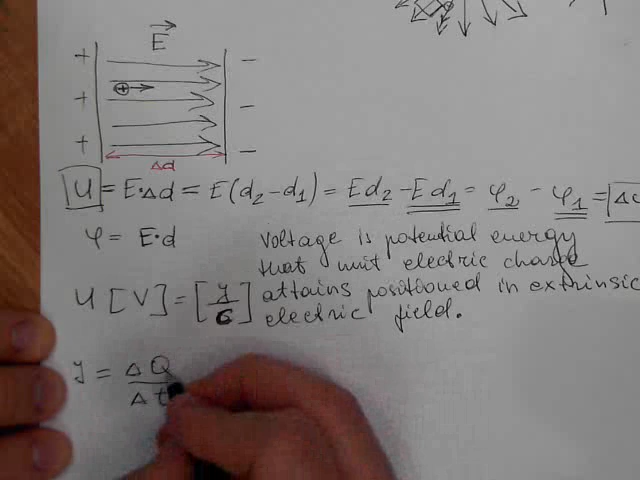 E
+ −
+ ⊕ −
+ −
Δd
U = E·Δd = E(d₂−d₁) = Ed₂ − Ed₁ = φ₂ − φ₁ =
φ = E·d
voltage is potential energy
that unit electric charge
U [V] = [J/C] attains positioned in extrinsic
electric field.
J = ΔQ/Δt